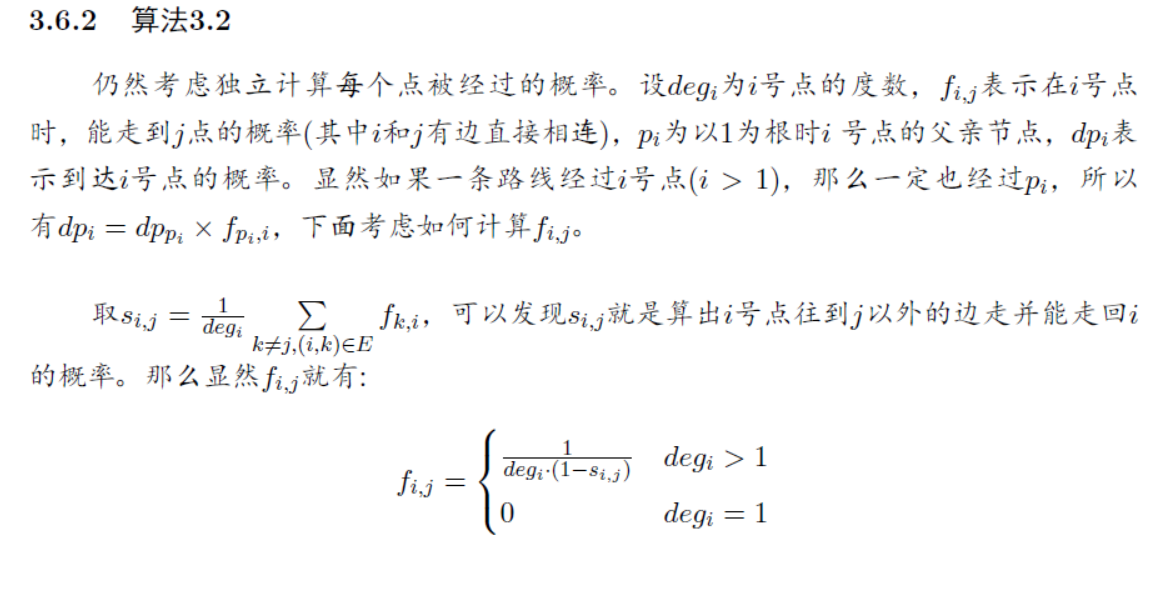 3.6.2 算法3.2
仍然考虑独立计算每个点被经过的概率。设deg_i为i号点的度数，f_{i,j}表示在i号点
时，能走到j点的概率(其中i和j有边直接相连)，p_i为以1为根时i 号点的父亲节点，dp_i表
示到达i号点的概率。显然如果一条路线经过i号点(i > 1)，那么一定也经过p_i，所以
有dp_i = dp_{p_i} × f_{p_i,i}，下面考虑如何计算f_{i,j}。
取s_{i,j} = \frac{1}{deg_i} \sum_{k≠j,(i,k)∈E} f_{k,i}，可以发现s_{i,j}就是算出i号点往到j以外的边走并能走回i
的概率。那么显然f_{i,j}就有:
f_{i,j} = \begin{cases} \frac{1}{deg_i·(1−s_{i,j})} & deg_i > 1 \\ 0 & deg_i = 1 \end{cases}